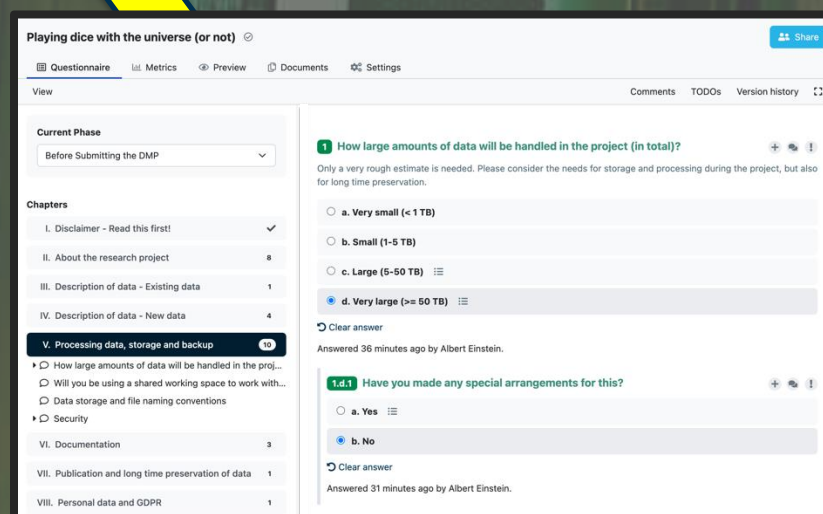 Playing dice with the universe (or not)
Share
Questionnaire Metrics Preview Documents Settings
View Comments TODOs Version history
Current Phase
Before Submitting the DMP
Chapters
I. Disclaimer - Read this first!
II. About the research project 8
III. Description of data - Existing data 1
IV. Description of data - New data 4
V. Processing data, storage and backup 10
How large amounts of data will be handled in the proj...
Will you be using a shared working space to work with...
Data storage and file naming conventions
Security
VI. Documentation 3
VII. Publication and long time preservation of data 1
VIII. Personal data and GDPR 1
1 How large amounts of data will be handled in the project (in total)?
Only a very rough estimate is needed. Please consider the needs for storage and processing during the project, but also
for long time preservation.
a. Very small (< 1 TB)
b. Small (1-5 TB)
c. Large (5-50 TB)
d. Very large (>= 50 TB)
Clear answer
Answered 36 minutes ago by Albert Einstein.
1.d.1 Have you made any special arrangements for this?
a. Yes
b. No
Clear answer
Answered 31 minutes ago by Albert Einstein.